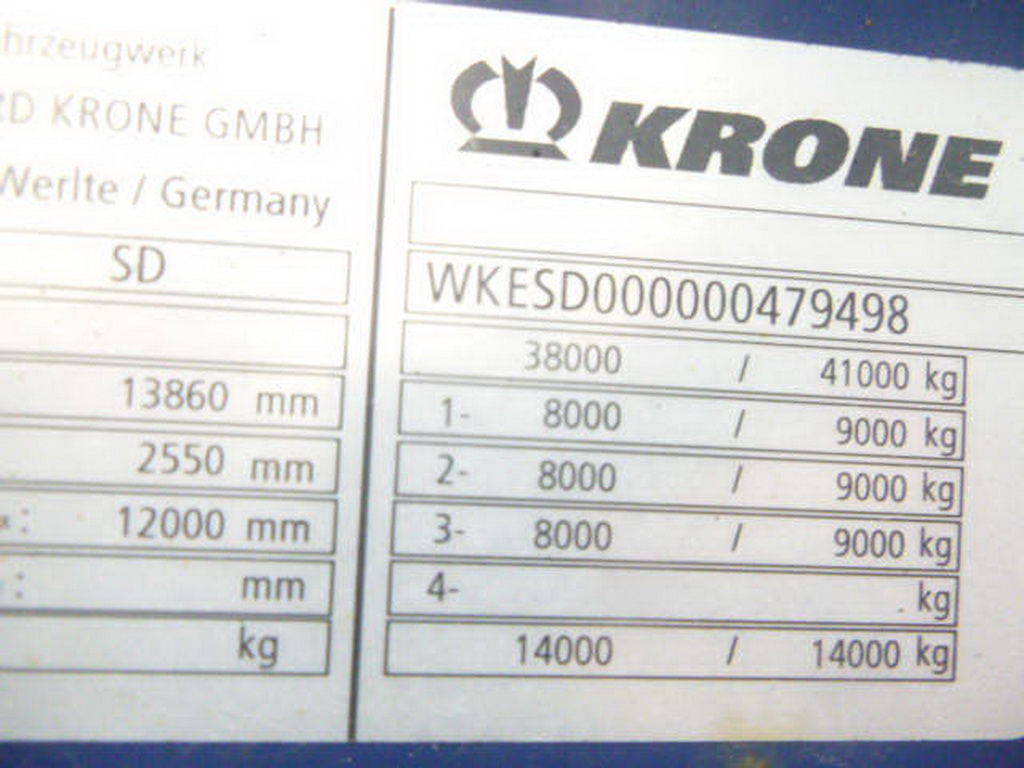 hrzeugwerk
RD KRONE GMBH
Werlte / Germany
SD
13860 mm
2550 mm
x: 12000 mm
: mm
kg
KRONE
WKESD000000479498
38000 / 41000 kg
1- 8000 / 9000 kg
2- 8000 / 9000 kg
3- 8000 / 9000 kg
4- kg
14000 / 14000 kg